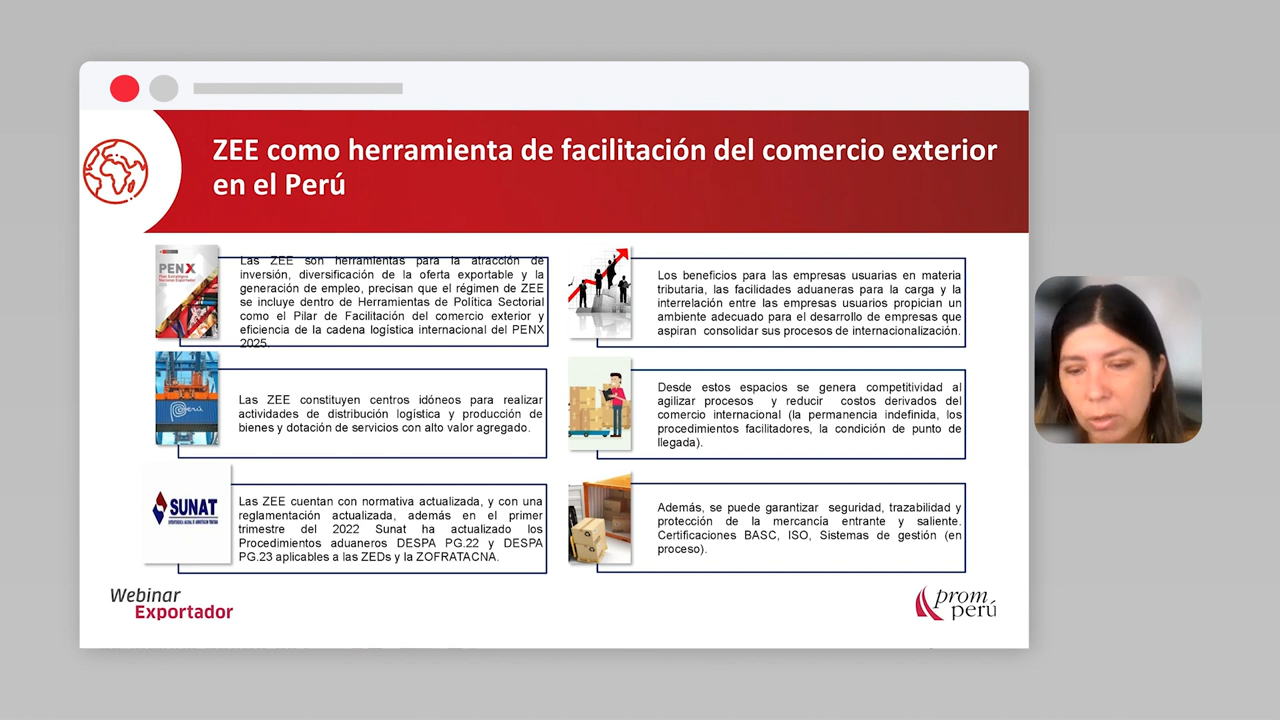 ZEE como herramienta de facilitación del comercio exterior
en el Perú
PENX
Las ZEE son herramientas para la atracción de
inversión, diversificación de la oferta exportable y la
generación de empleo, precisan que el régimen de ZEE
se incluye dentro de Herramientas de Política Sectorial
como el Pilar de Facilitación del comercio exterior y
eficiencia de la cadena logística internacional del PENX
2025.
Perú
Las ZEE constituyen centros idóneos para realizar
actividades de distribución logística y producción de
bienes y dotación de servicios con alto valor agregado.
SUNAT
Las ZEE cuentan con normativa actualizada, y con una
reglamentación actualizada, además en el primer
trimestre del 2022 Sunat ha actualizado los
Procedimientos aduaneros DESPA PG.22 y DESPA
PG.23 aplicables a las ZEDs y la ZOFRATACNA.
Los beneficios para las empresas usuarias en materia
tributaria, las facilidades aduaneras para la carga y la
interrelación entre las empresas usuarios propician un
ambiente adecuado para el desarrollo de empresas que
aspiran consolidar sus procesos de internacionalización.
Desde estos espacios se genera competitividad al
agilizar procesos y reducir costos derivados del
comercio internacional (la permanencia indefinida, los
procedimientos facilitadores, la condición de punto de
llegada).
Además, se puede garantizar seguridad, trazabilidad y
protección de la mercancía entrante y saliente.
Certificaciones BASC, ISO, Sistemas de gestión (en
proceso).
Webinar
Exportador
prom
perú